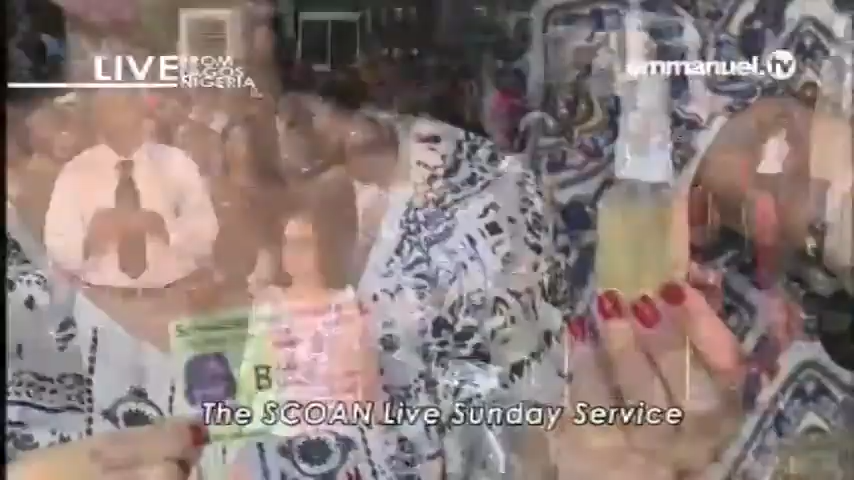 LIVE FROM
LAGOS
NIGERIA
emmanuel.tv
B
The SCOAN Live Sunday Service